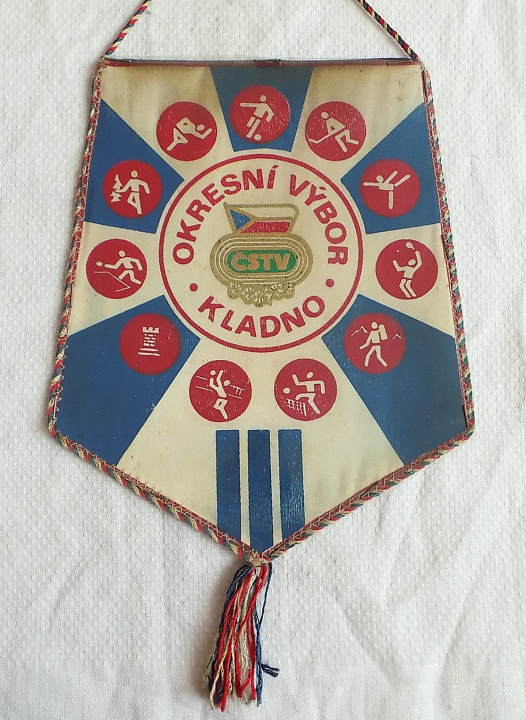 OKRESNÍ VÝBOR
ČSTV
• KLADNO •